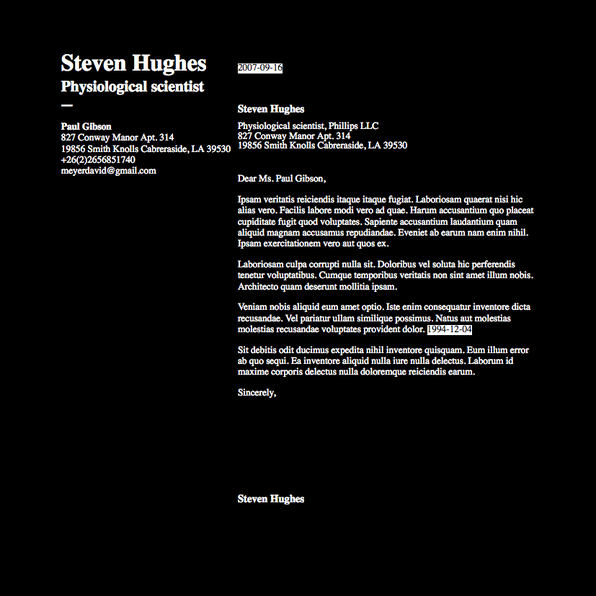 Steven Hughes
Physiological scientist
Paul Gibson
827 Conway Manor Apt. 314
19856 Smith Knolls Cabreraside, LA 39530
+26(2)2656851740
meyerdavid@gmail.com
2007-09-16
Steven Hughes
Physiological scientist, Phillips LLC
827 Conway Manor Apt. 314
19856 Smith Knolls Cabreraside, LA 39530
Dear Ms. Paul Gibson,
Ipsam veritatis reiciendis itaque itaque fugiat. Laboriosam quaerat nisi hic
alias vero. Facilis labore modi vero ad quae. Harum accusantium quo placeat
cupiditate fugit quod voluptates. Sapiente accusantium laudantium quam
aliquid magnam accusamus repudiandae. Eveniet ab earum nam enim nihil.
Ipsam exercitationem vero aut quos ex.
Laboriosam culpa corrupti nulla sit. Doloribus vel soluta hic perferendis
tenetur voluptatibus. Cumque temporibus veritatis non sint amet illum nobis.
Architecto quam deserunt mollitia ipsam.
Veniam nobis aliquid eum amet optio. Iste enim consequatur inventore dicta
recusandae. Vel pariatur ullam similique possimus. Natus aut molestias
molestias recusandae voluptates provident dolor. 1994-12-04
Sit debitis odit ducimus expedita nihil inventore quisquam. Eum illum error
ab quo sequi. Ea inventore aliquid nulla iure nulla delectus. Laborum id
maxime corporis delectus nulla doloremque reiciendis earum.
Sincerely,
Steven Hughes